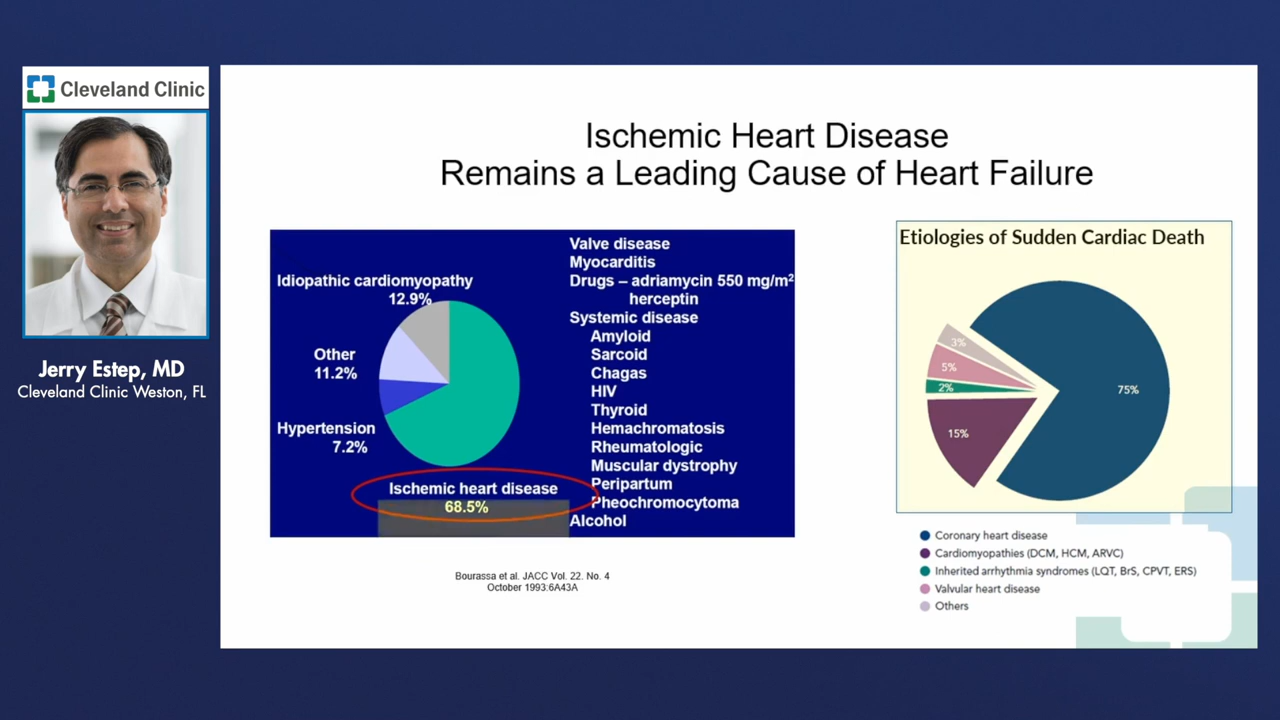 Cleveland Clinic
Jerry Estep, MD
Cleveland Clinic Weston, FL
Ischemic Heart Disease
Remains a Leading Cause of Heart Failure
Idiopathic cardiomyopathy
12.9%
Other
11.2%
Hypertension
7.2%
Ischemic heart disease
68.5%
Valve disease
Myocarditis
Drugs – adriamycin 550 mg/m²
herceptin
Systemic disease
Amyloid
Sarcoid
Chagas
HIV
Thyroid
Hemachromatosis
Rheumatologic
Muscular dystrophy
Peripartum
Pheochromocytoma
Alcohol
Bourassa et al. JACC Vol. 22. No. 4
October 1993:6A43A
Etiologies of Sudden Cardiac Death
3%
5%
2%
15%
75%
Coronary heart disease
Cardiomyopathies (DCM, HCM, ARVC)
Inherited arrhythmia syndromes (LQT, BrS, CPVT, ERS)
Valvular heart disease
Others